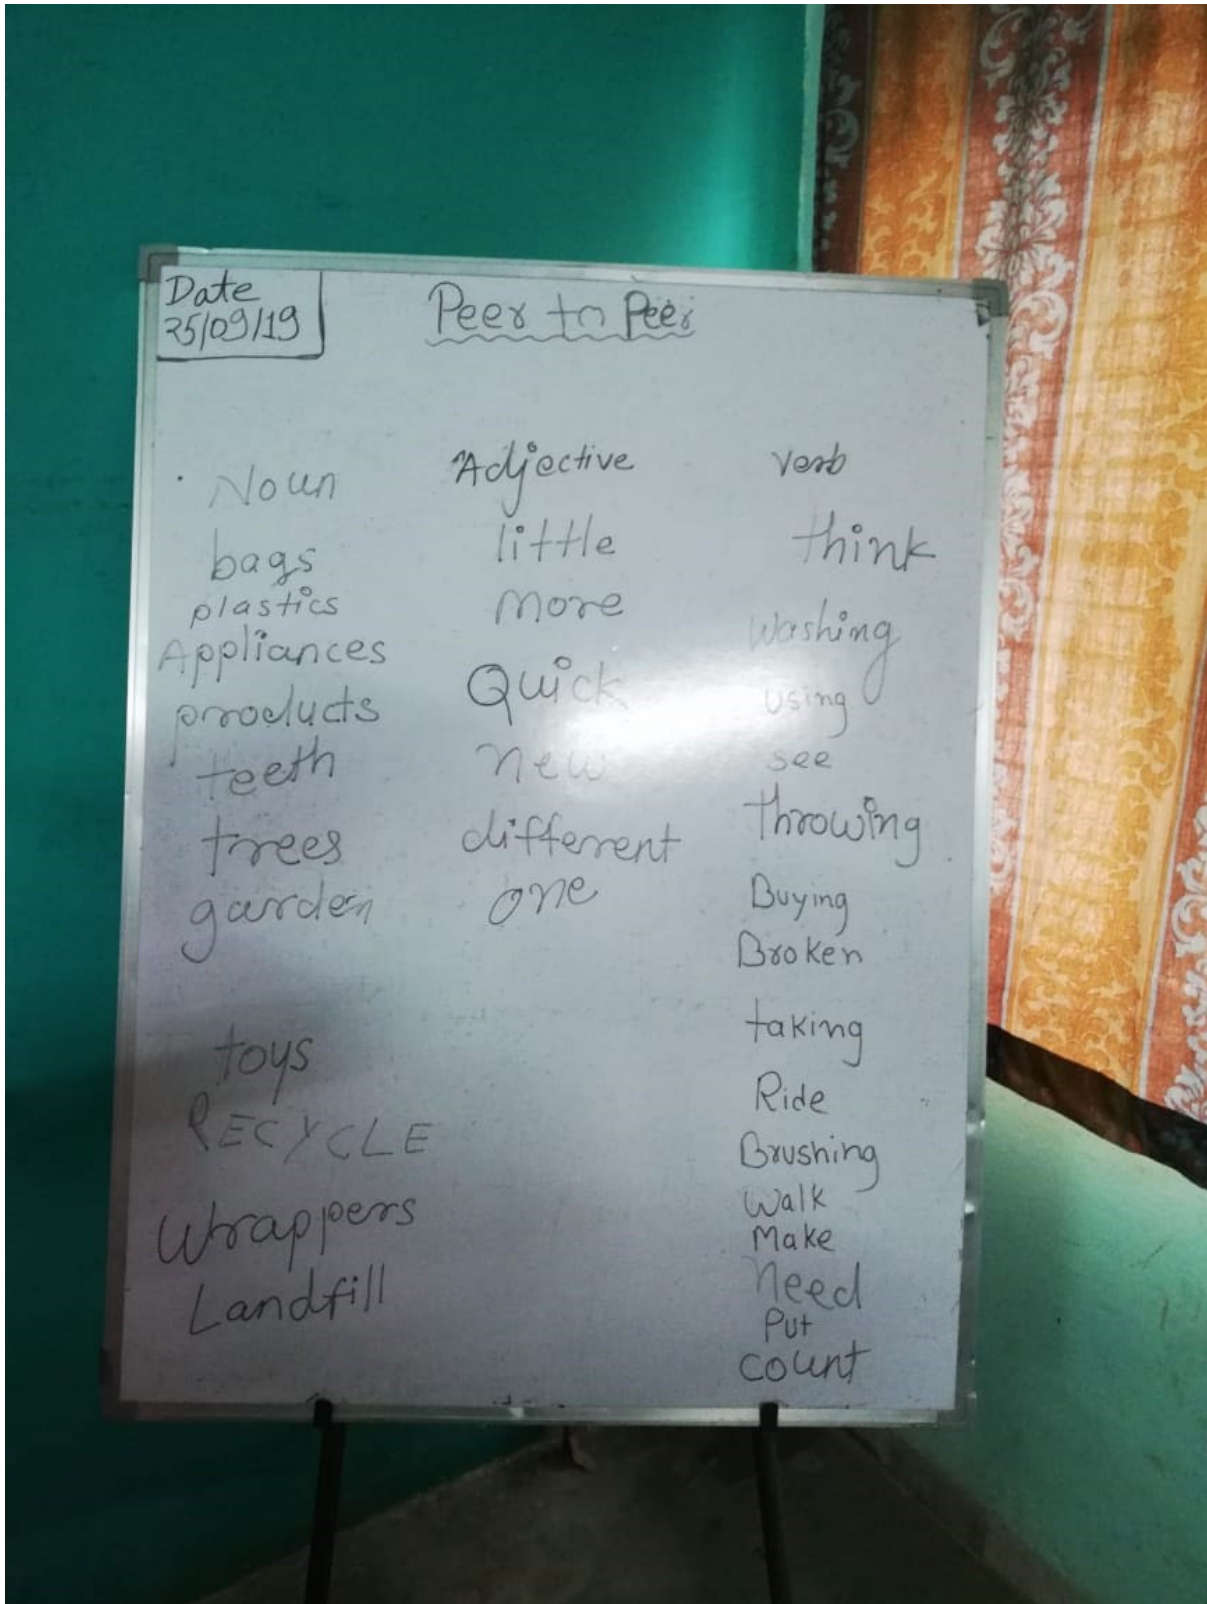 Date
25/09/19
Peer to Peer
Noun
bags
plastics
Appliances
products
teeth
trees
garden
toys
RECYCLE
Wrappers
Landfill
Adjective
little
more
Quick
new
different
one
Verb
think
washing
using
see
throwing
Buying
Broken
taking
Ride
Brushing
Walk
Make
need
Put
count